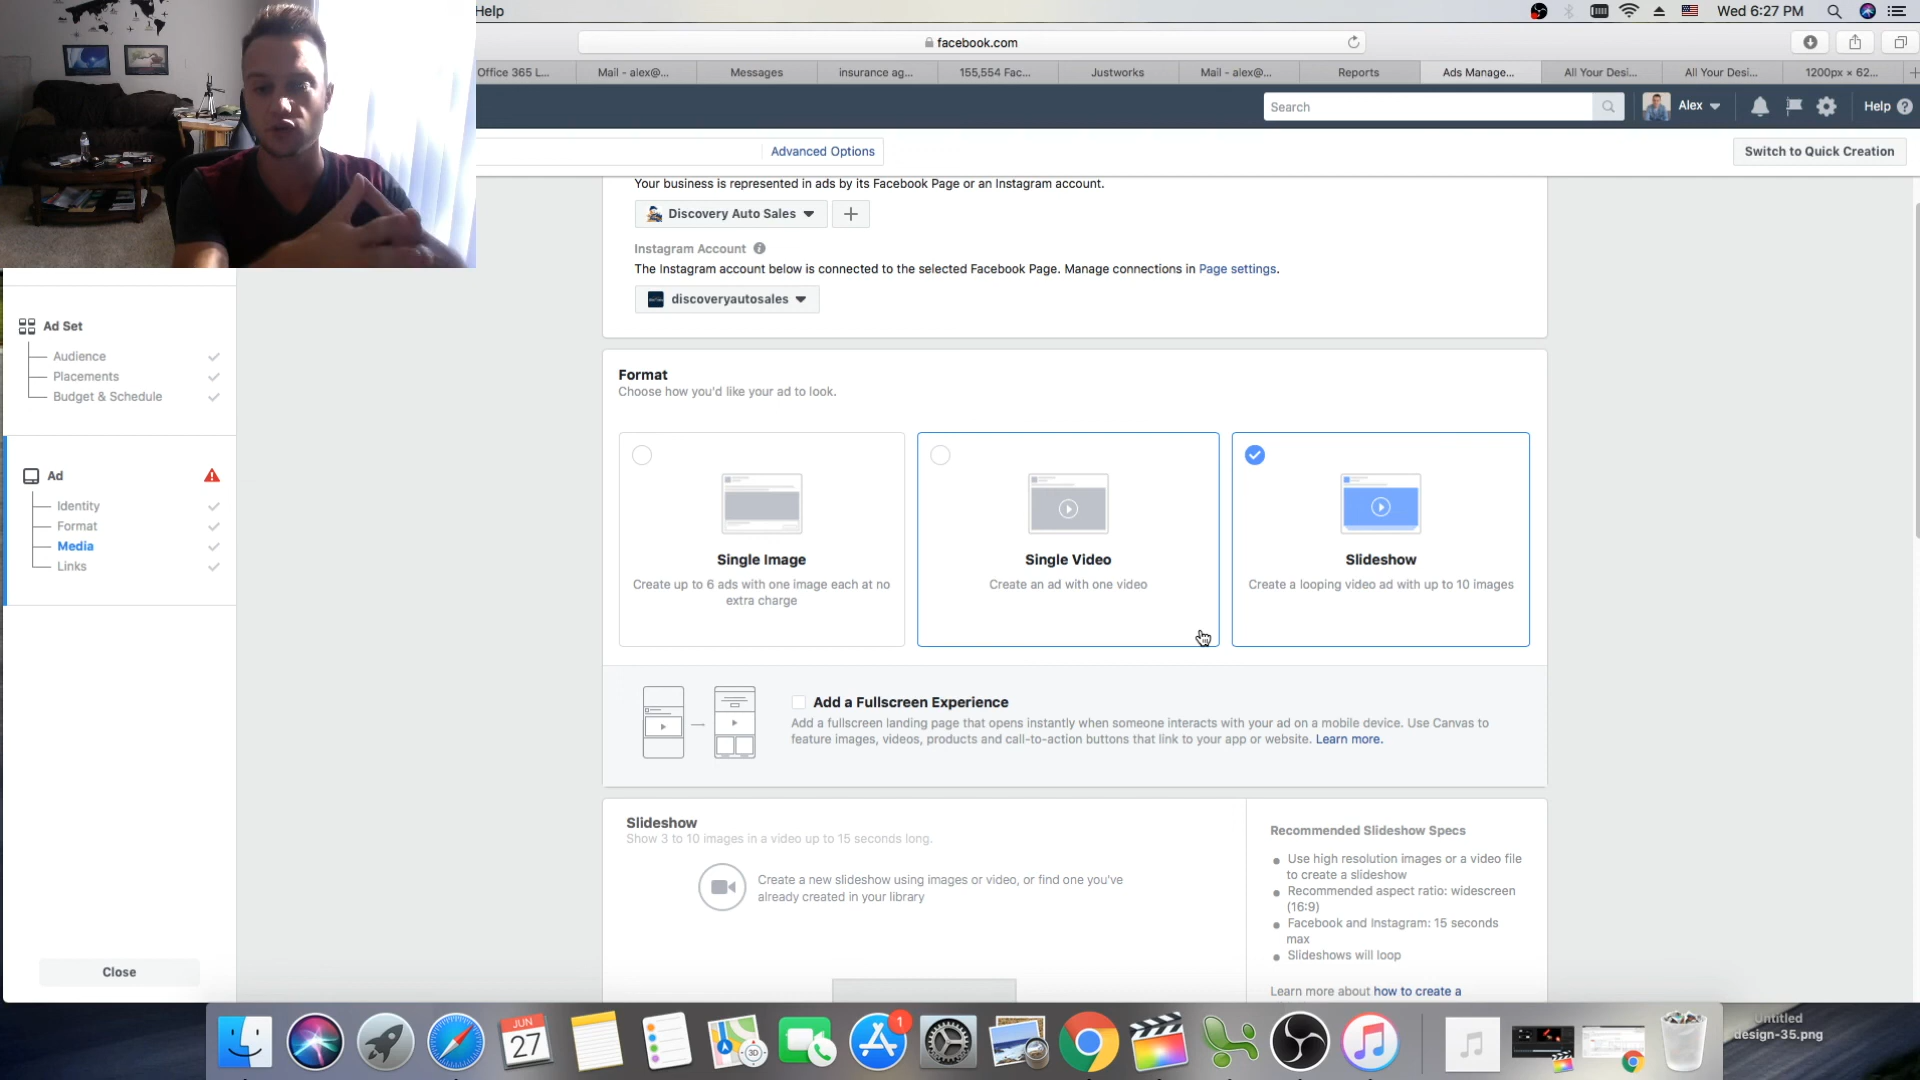 Help
Wed 6:27 PM
facebook.com
Office 365 L...
Mail - alex@...
Messages
insurance ag...
155,554 Fac...
Justworks
Mail - alex@...
Reports
Ads Manage...
All Your Desi...
All Your Desi...
1200px × 62...
Search
Alex
Help
Advanced Options
Switch to Quick Creation
Your business is represented in ads by its Facebook Page or an Instagram account.
Discovery Auto Sales
Instagram Account
The Instagram account below is connected to the selected Facebook Page. Manage connections in Page settings.
discoveryautosales
Ad Set
Audience
Placements
Budget & Schedule
Ad
Identity
Format
Media
Links
Close
Format
Choose how you'd like your ad to look.
Single Image
Create up to 6 ads with one image each at no
extra charge
Single Video
Create an ad with one video
Slideshow
Create a looping video ad with up to 10 images
Add a Fullscreen Experience
Add a fullscreen landing page that opens instantly when someone interacts with your ad on a mobile device. Use Canvas to
feature images, videos, products and call-to-action buttons that link to your app or website. Learn more.
Slideshow
Show 3 to 10 images in a video up to 15 seconds long.
Create a new slideshow using images or video, or find one you've
already created in your library
Recommended Slideshow Specs
Use high resolution images or a video file
to create a slideshow
Recommended aspect ratio: widescreen
(16:9)
Facebook and Instagram: 15 seconds
max
Slideshows will loop
Learn more about how to create a
JUN
27
3D
1
Untitled
design-35.png